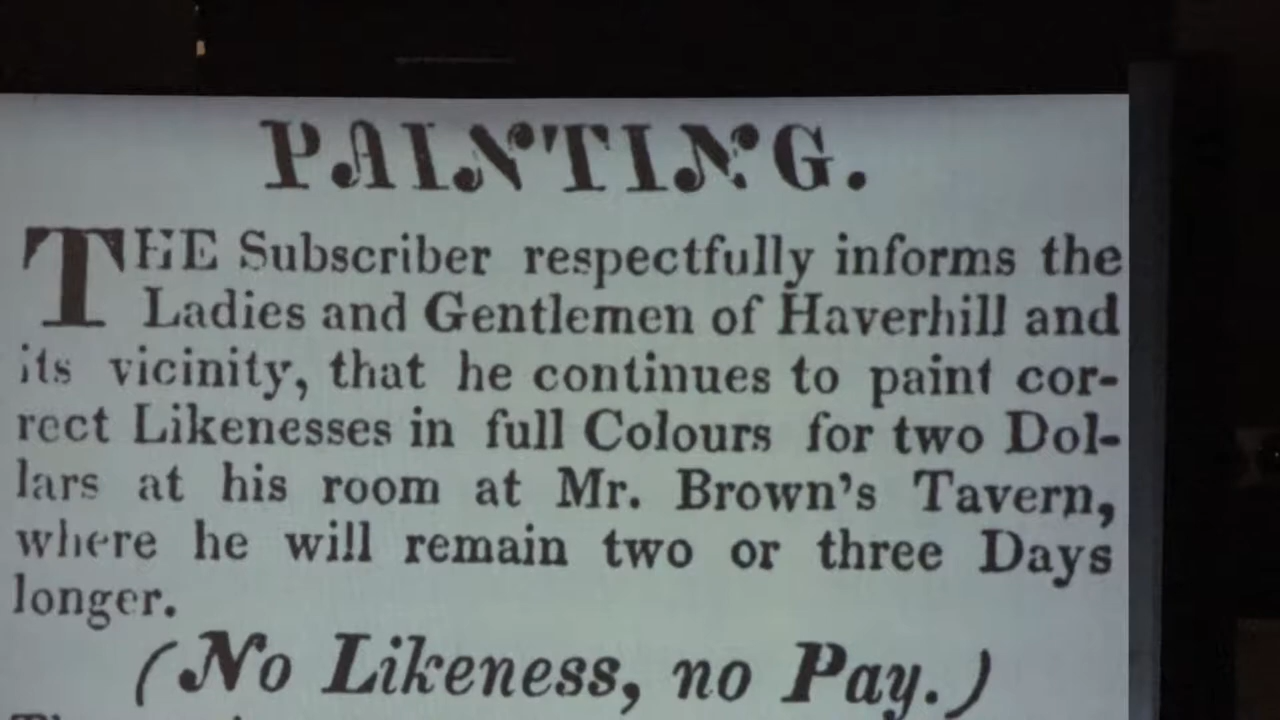 PAINTING.
THE Subscriber respectfully informs the
Ladies and Gentlemen of Haverhill and
its vicinity, that he continues to paint cor-
rect Likenesses in full Colours for two Dol-
lars at his room at Mr. Brown's Tavern,
where he will remain two or three Days
longer.
(No Likeness, no Pay.)